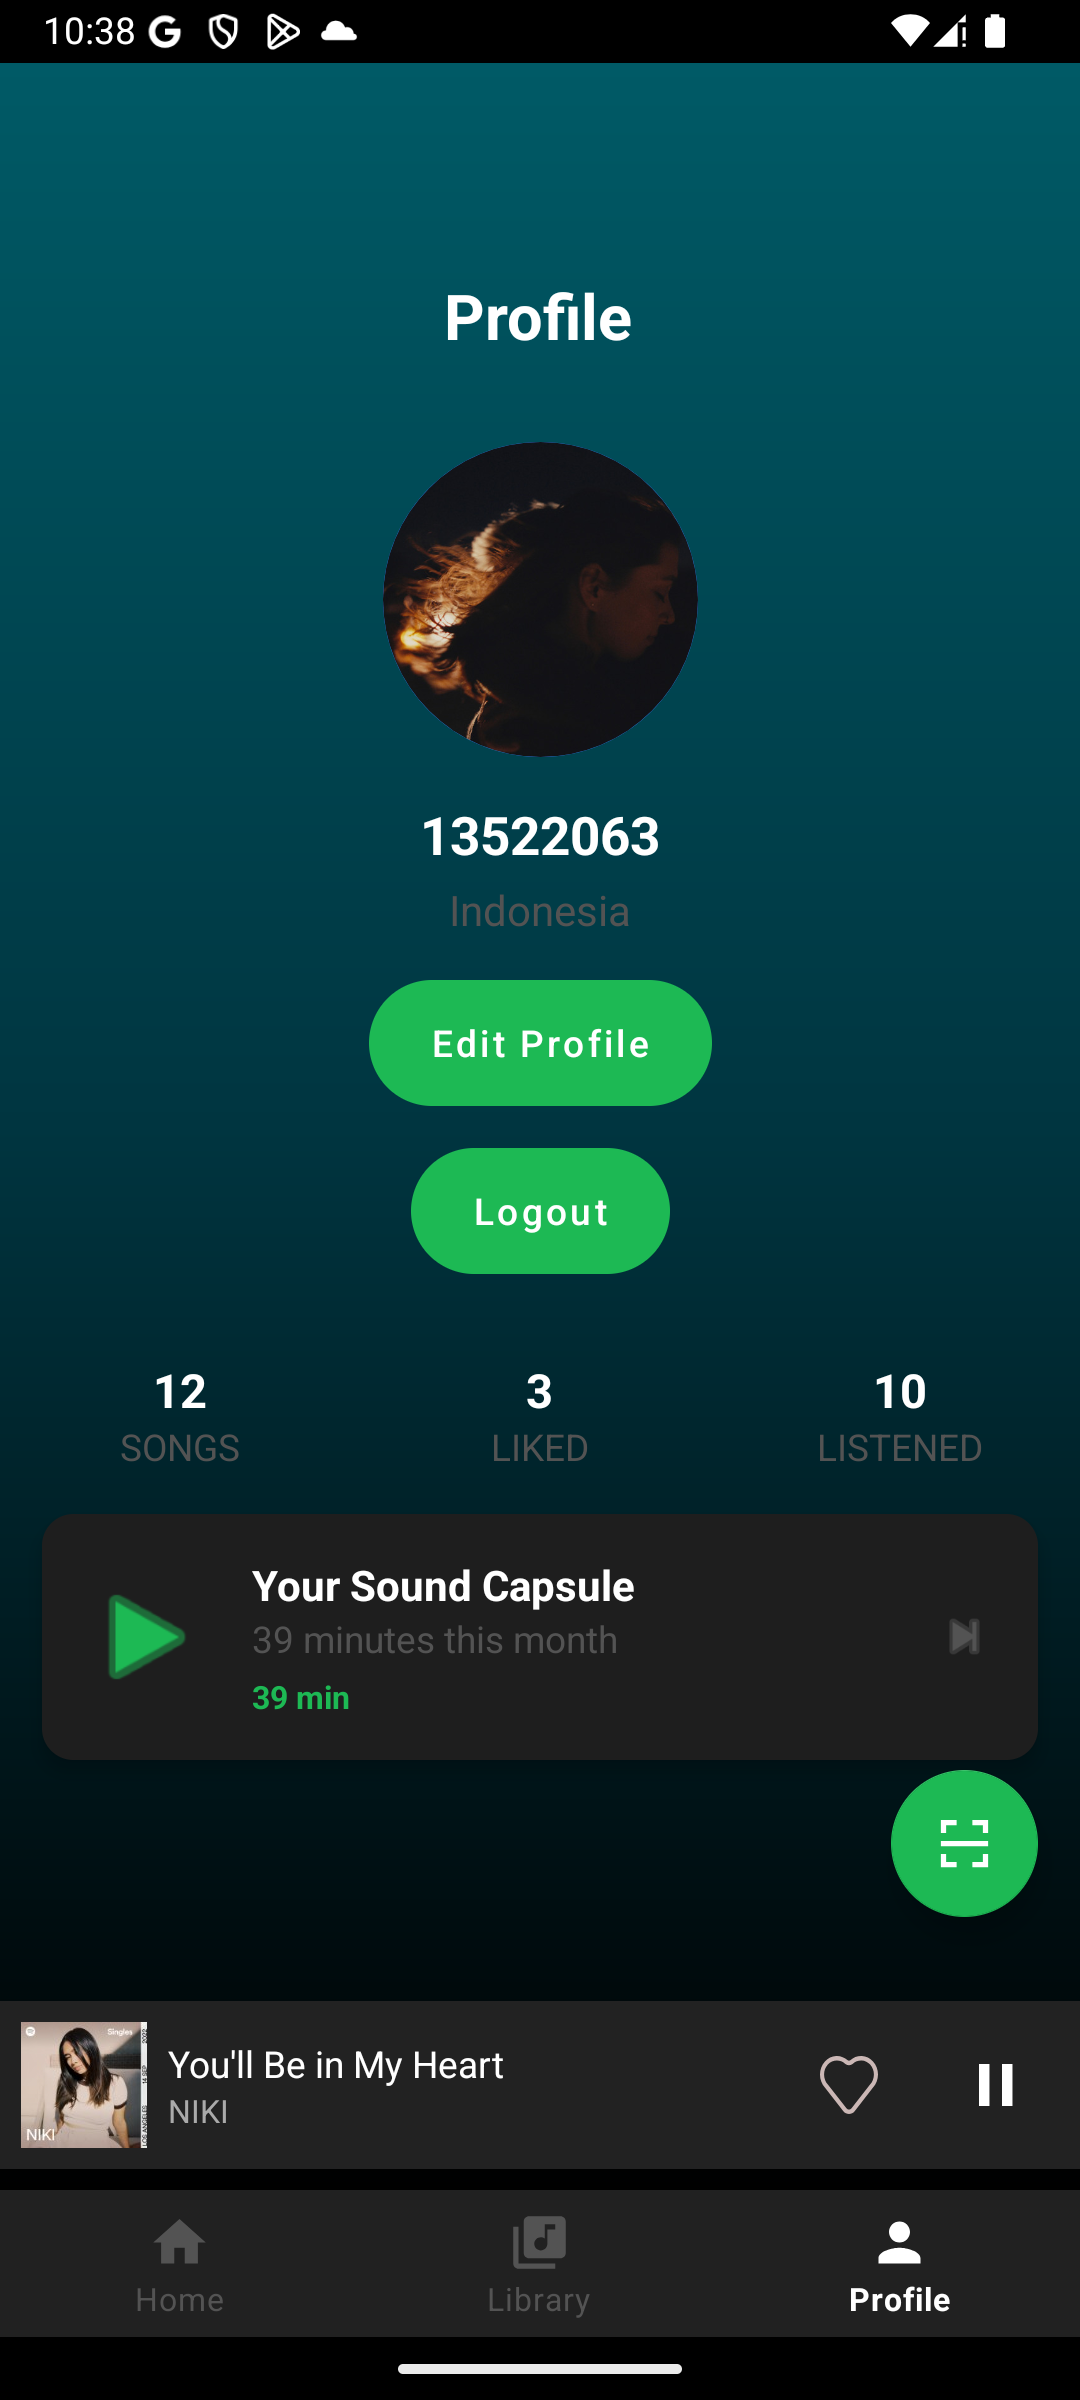 10:38
Profile
13522063
Indonesia
Edit Profile
Logout
12
SONGS
3
LIKED
10
LISTENED
Your Sound Capsule
39 minutes this month
39 min
Singles
NIKI
You'll Be in My Heart
NIKI
Home
Library
Profile